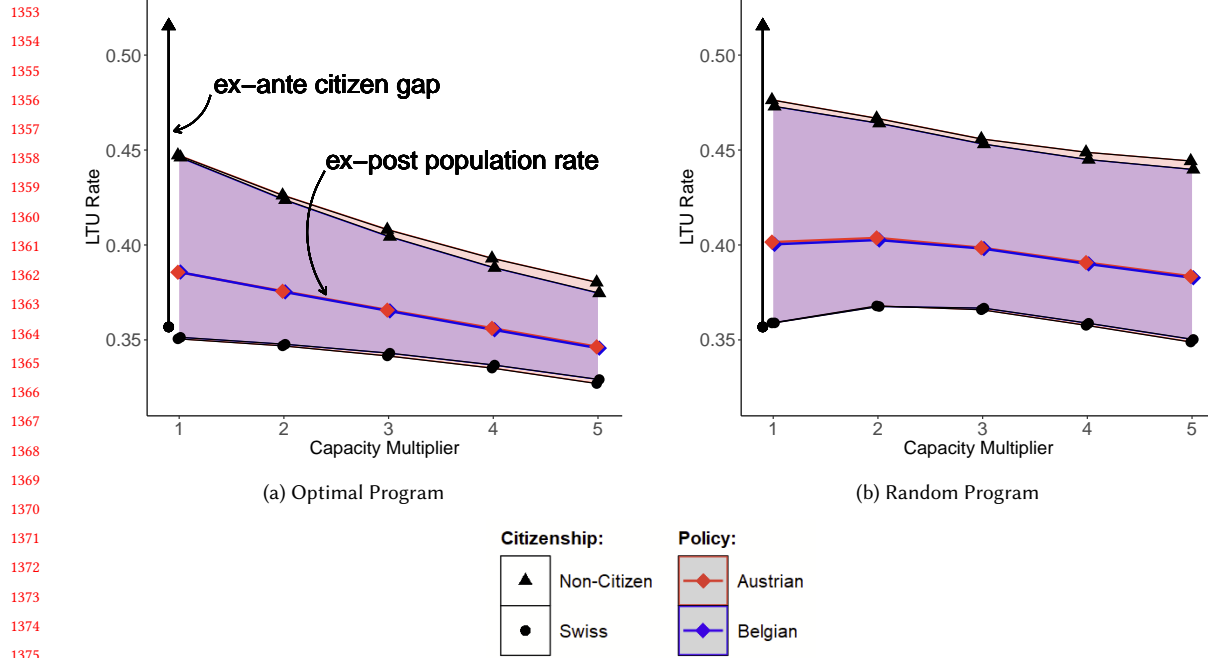 1353
1354
1355
1356
1357
1358
1359
1360
1361
1362
1363
1364
1365
1366
1367
1368
1369
1370
1371
1372
1373
1374
1375
LTU Rate
0.50
0.45
0.40
0.35
ex-ante citizen gap
ex-post population rate
1 2 3 4 5
Capacity Multiplier
(a) Optimal Program
LTU Rate
0.50
0.45
0.40
0.35
1 2 3 4 5
Capacity Multiplier
(b) Random Program
Citizenship:
Non-Citizen
Swiss
Policy:
Austrian
Belgian